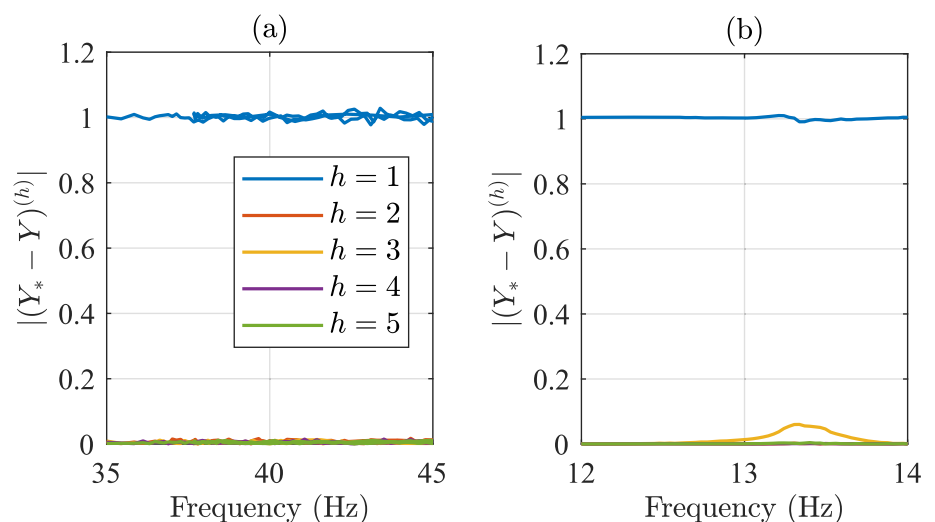 (a)
1.2
1
0.8
0.6
0.4
0.2
0
|(Y_* − Y)^{(h)}|
h = 1
h = 2
h = 3
h = 4
h = 5
35 40 45
Frequency (Hz)
(b)
1.2
1
0.8
0.6
0.4
0.2
0
|(Y_* − Y)^{(h)}|
12 13 14
Frequency (Hz)